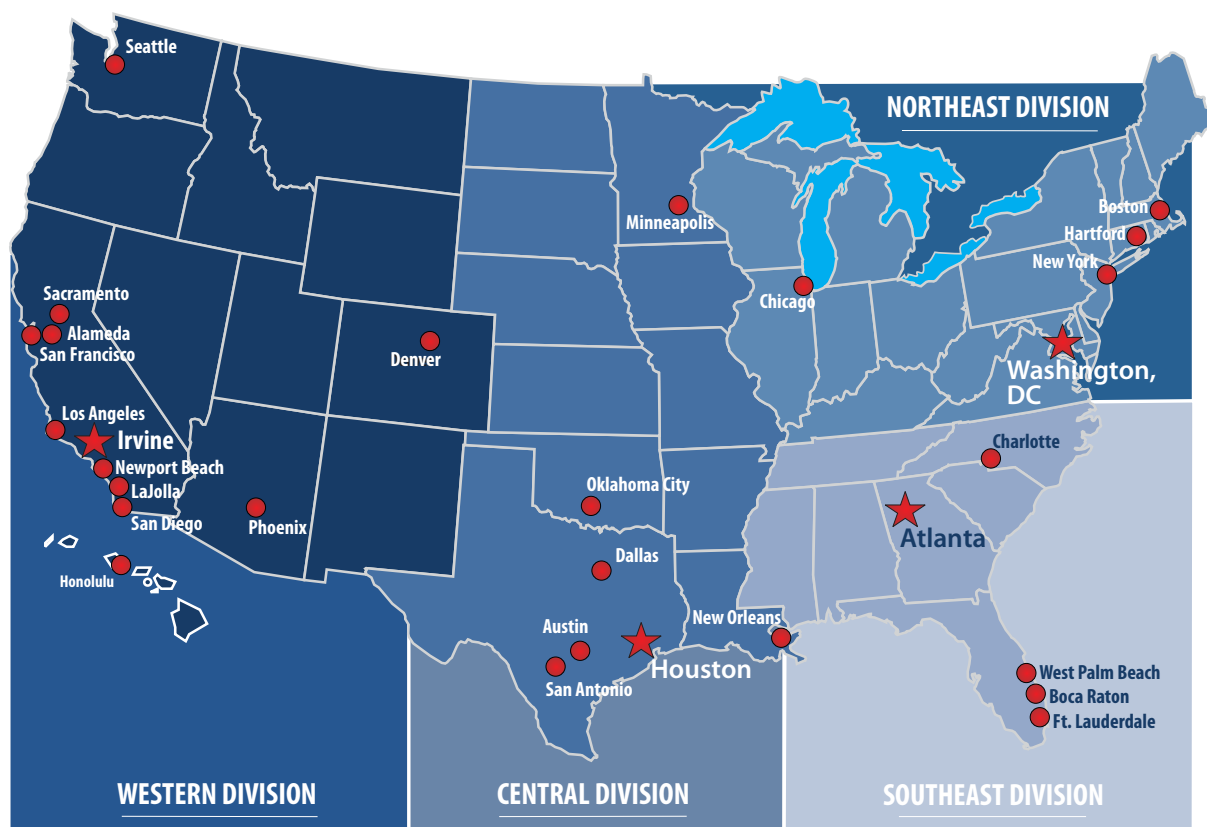 Seattle
NORTHEAST DIVISION
Minneapolis
Boston
Hartford
New York
Sacramento
Alameda
San Francisco
Chicago
Denver
Washington,
DC
Los Angeles
Irvine
Newport Beach
LaJolla
San Diego
Phoenix
Oklahoma City
Charlotte
Atlanta
Dallas
Honolulu
New Orleans
Austin
Houston
San Antonio
West Palm Beach
Boca Raton
Ft. Lauderdale
WESTERN DIVISION
CENTRAL DIVISION
SOUTHEAST DIVISION